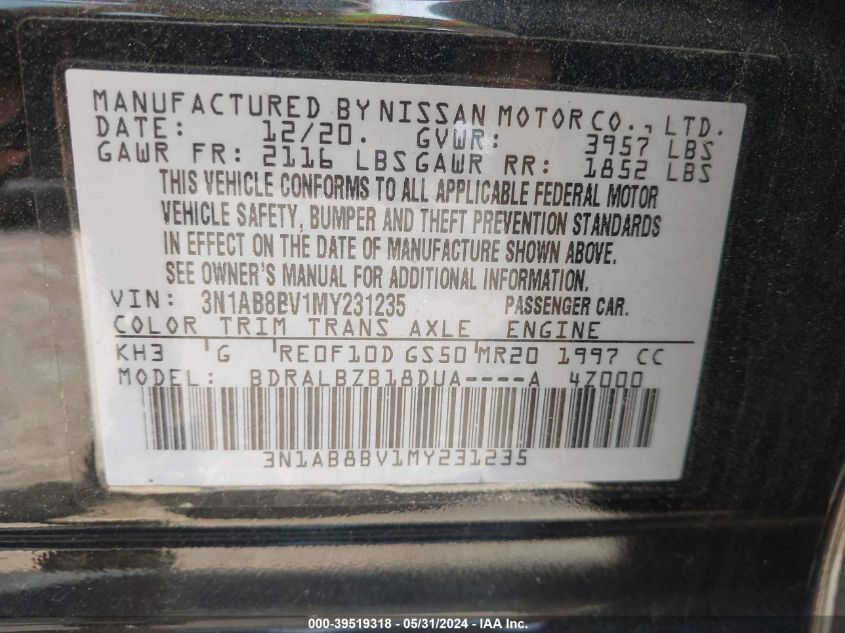 MANUFACTURED BY NISSAN MOTOR CO., LTD.
DATE: 12/20. GVWR: 3957 LBS
GAWR FR: 2116 LBS GAWR RR: 1852 LBS
THIS VEHICLE CONFORMS TO ALL APPLICABLE FEDERAL MOTOR
VEHICLE SAFETY, BUMPER AND THEFT PREVENTION STANDARDS
IN EFFECT ON THE DATE OF MANUFACTURE SHOWN ABOVE.
SEE OWNER'S MANUAL FOR ADDITIONAL INFORMATION.
VIN: 3N1AB8BV1MY231235 PASSENGER CAR.
COLOR TRIM TRANS AXLE ENGINE
KH3 G RE0F10D GS50 MR20 1997 CC
MODEL: BDRALBZB18DUA----A 4Z000
3N1AB8BV1MY231235
000-39519318 - 05/31/2024 - IAA Inc.